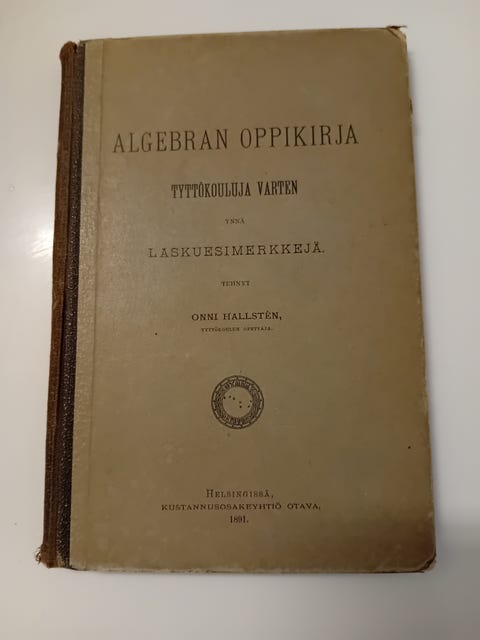 ALGEBRAN OPPIKIRJA
TYTTÖKOULUJA VARTEN
YNNÄ
LASKUESIMERKKEJÄ.
TEHNYT
ONNI HALLSTÉN,
TYTTÖKOULUN OPETTAJA.
HELSINGISSÄ,
KUSTANNUSOSAKEYHTIÖ OTAVA,
1891.